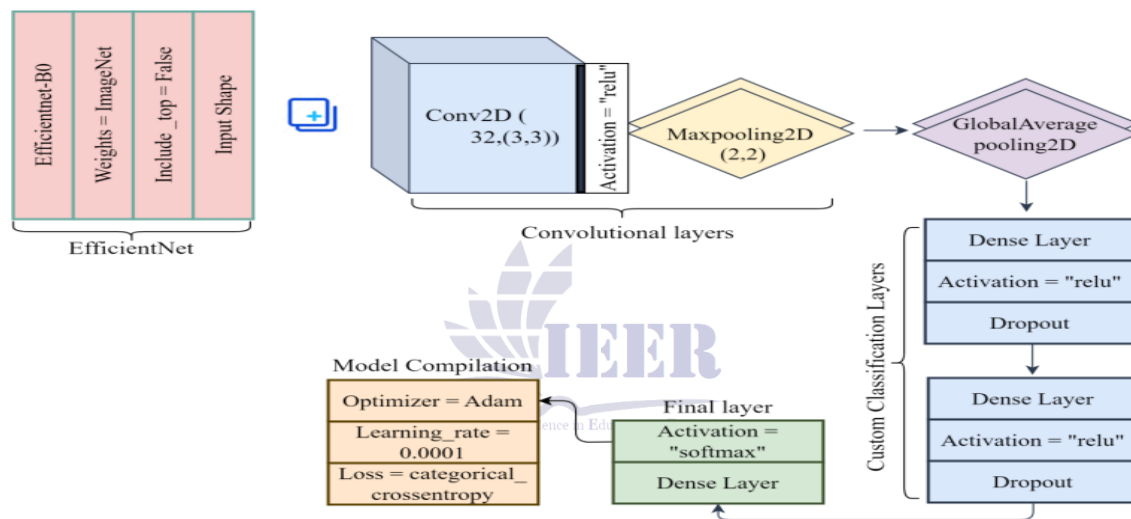 Efficientnet-B0
Weights = ImageNet
Include_top = False
Input Shape
EfficientNet
Conv2D (
32,(3,3))
Activation = "relu"
Maxpooling2D
(2,2)
Convolutional layers
GlobalAverage
pooling2D
Dense Layer
Activation = "relu"
Dropout
Dense Layer
Activation = "relu"
Dropout
Custom Classification Layers
Final layer
Activation =
"softmax"
Dense Layer
Model Compilation
Optimizer = Adam
Learning_rate =
0.0001
Loss = categorical_
crossentropy
IEER
in